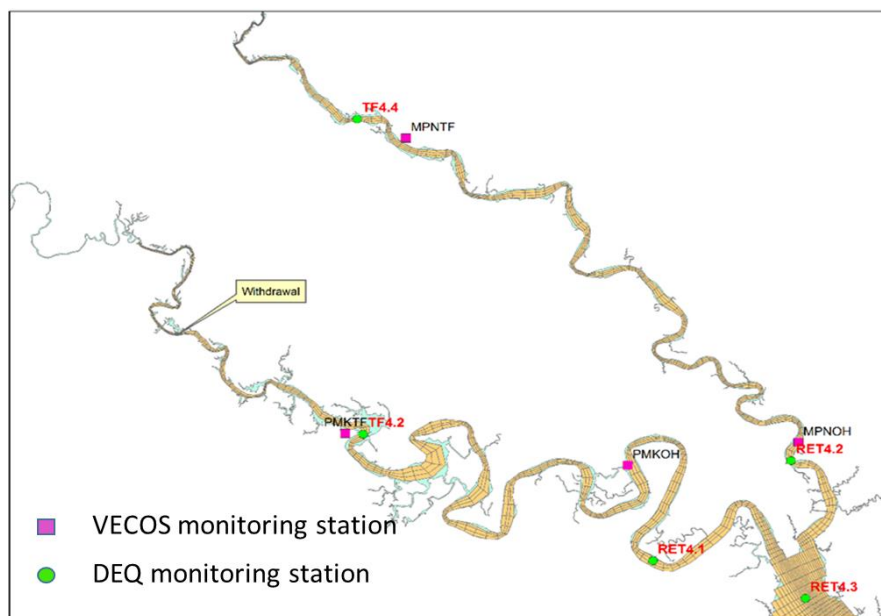 TF4.4
MPNTF
Withdrawal
PMKTF
TF4.2
MPNOH
RET4.2
PMKOH
VECOS monitoring station
RET4.1
DEQ monitoring station
RET4.3